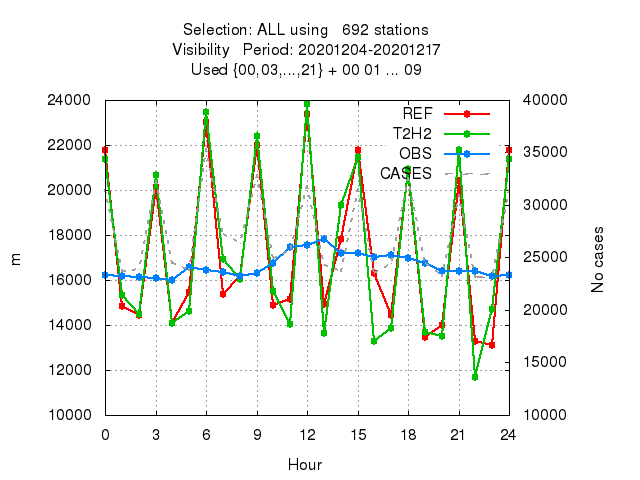 Selection: ALL using   692 stations
Visibility   Period: 20201204-20201217
Used {00,03,...,21} + 00 01 ... 09
24000
22000
20000
18000
16000
14000
12000
10000
m
40000
35000
30000
25000
20000
15000
10000
No cases
REF
T2H2
OBS
CASES
0 3 6 9 12 15 18 21 24
Hour